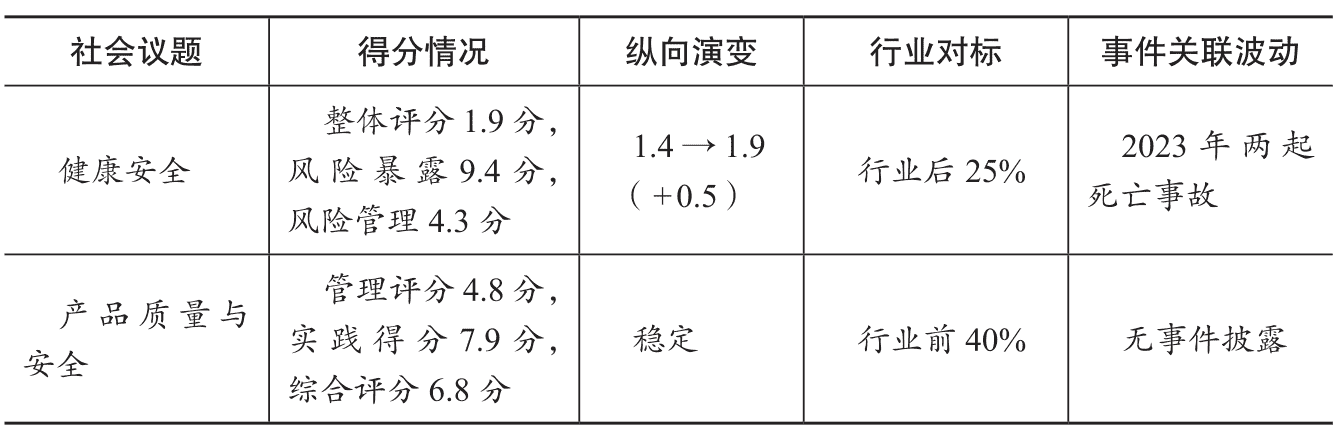 社会议题 得分情况 纵向演变 行业对标 事件关联波动
健康安全
整体评分 1.9 分，
风险暴露 9.4 分，
风险管理 4.3 分
1.4 → 1.9
（+0.5）
行业后 25%
2023 年两起
死亡事故
产品质量与
安全
管理评分 4.8 分，
实践得分 7.9 分，
综合评分 6.8 分
稳定
行业前 40%
无事件披露